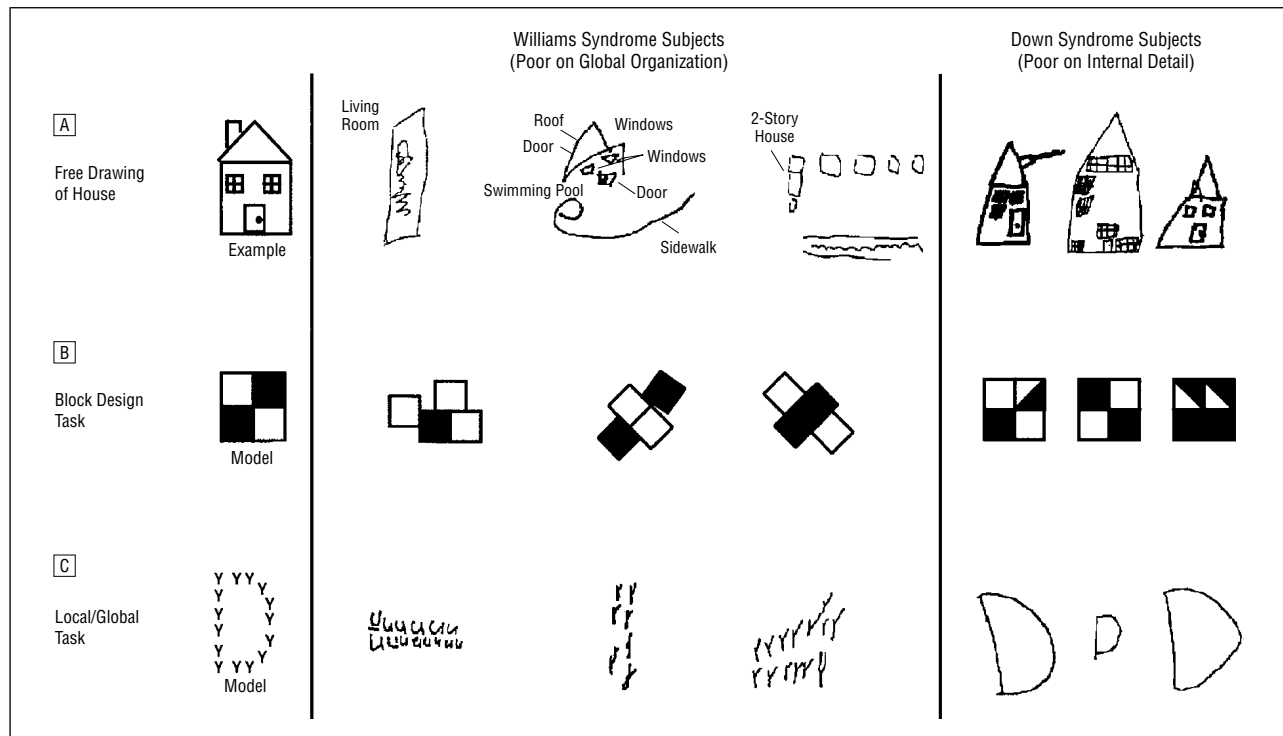 Williams Syndrome Subjects
(Poor on Global Organization)
Down Syndrome Subjects
(Poor on Internal Detail)
A
Free Drawing
of House
Example
Living
Room
Roof
Windows
Door
Windows
Swimming Pool
Door
Sidewalk
2-Story
House
B
Block Design
Task
Model
C
Local/Global
Task
Y YY
Y Y
Y Y
Y Y
Y Y
Y Y
Y YY
Model